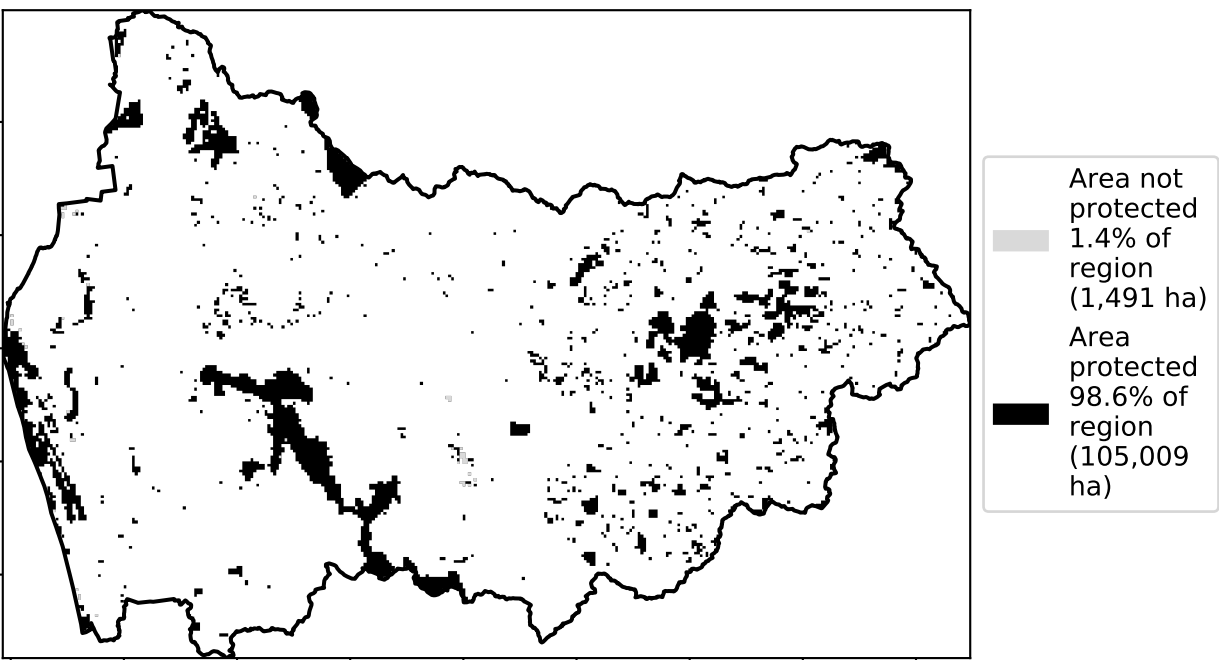 Area not
protected
1.4% of
region
(1,491 ha)
Area
protected
98.6% of
region
(105,009
ha)